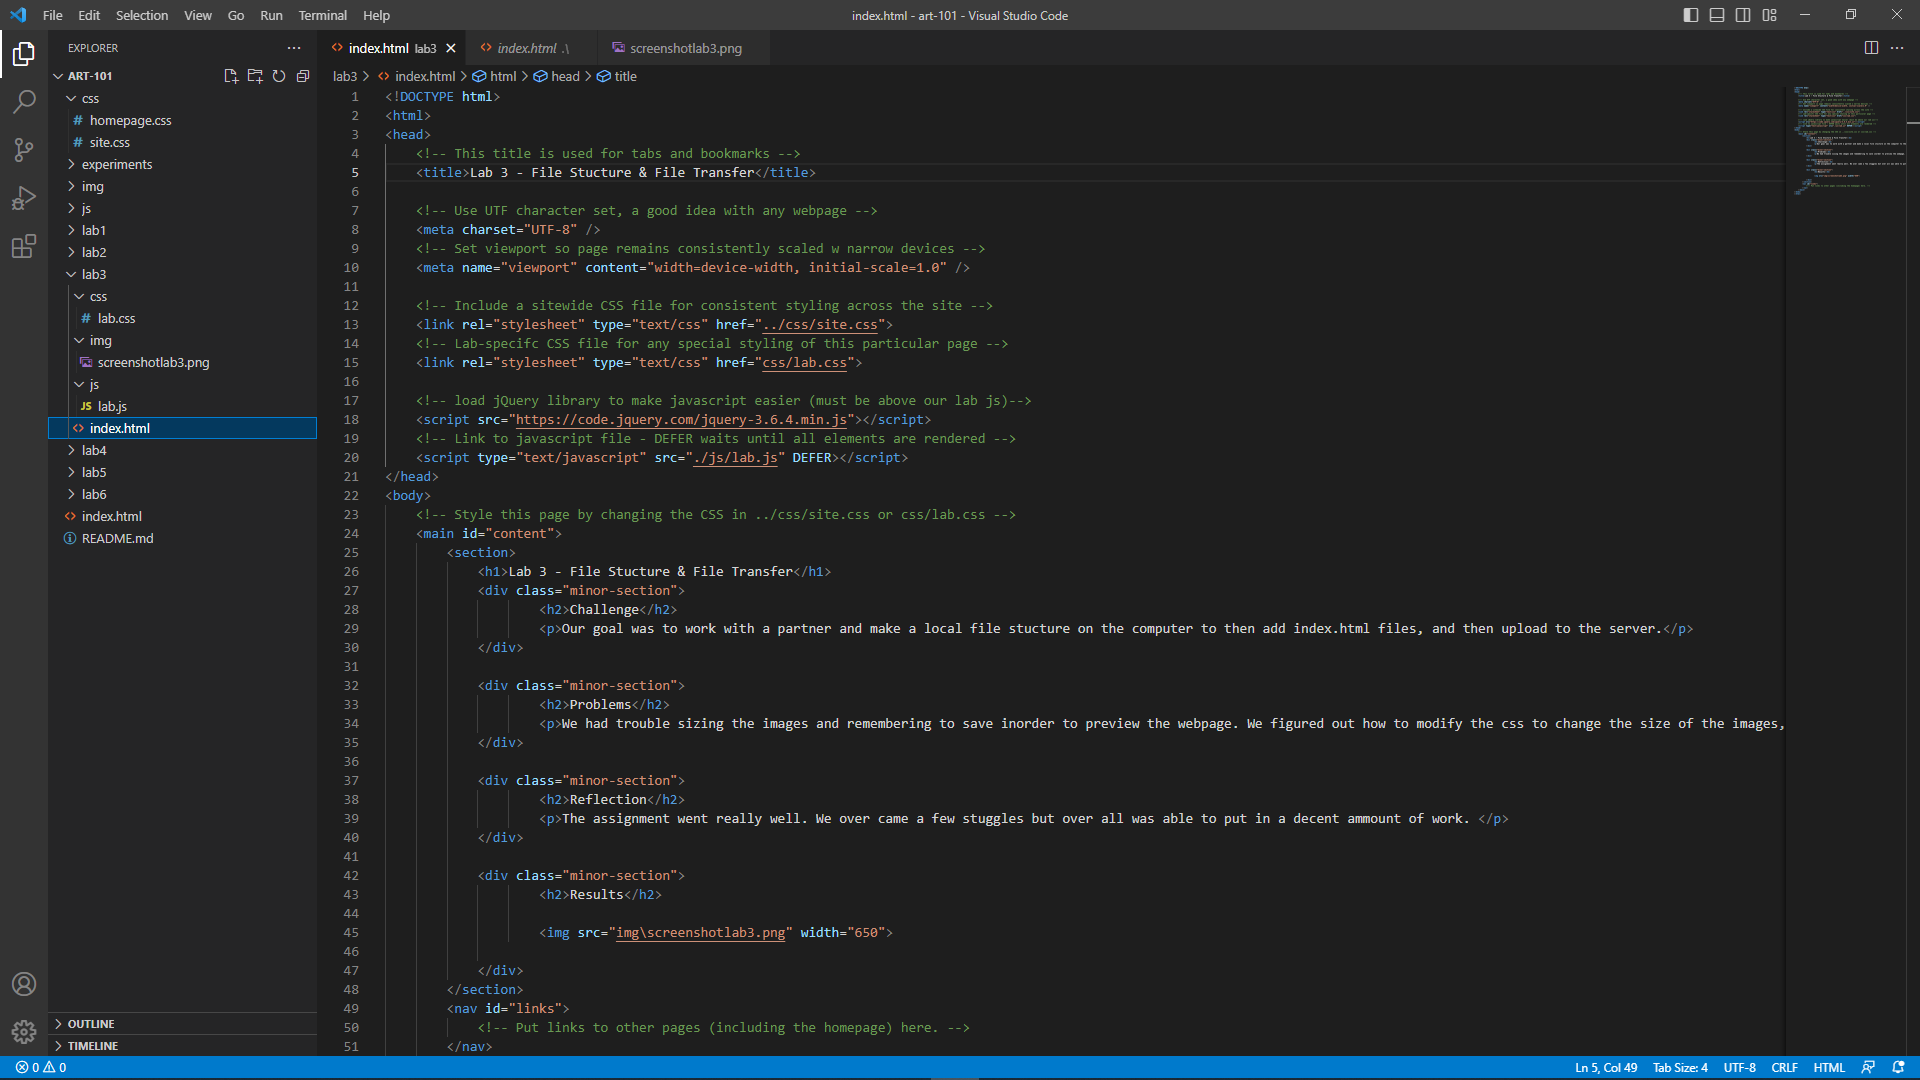 File Edit Selection View Go Run Terminal Help
index.html - art-101 - Visual Studio Code
EXPLORER
ART-101
css
# homepage.css
# site.css
experiments
img
js
lab1
lab2
lab3
css
# lab.css
img
screenshotlab3.png
js
JS lab.js
<> index.html
lab4
lab5
lab6
<> index.html
README.md
OUTLINE
TIMELINE
<> index.html lab3 <> index.html .\ screenshotlab3.png
lab3 > <> index.html > html > head > title
1 <!DOCTYPE html>
2 <html>
3 <head>
4 <!-- This title is used for tabs and bookmarks -->
5 <title>Lab 3 - File Stucture & File Transfer</title>
6
7 <!-- Use UTF character set, a good idea with any webpage -->
8 <meta charset="UTF-8" />
9 <!-- Set viewport so page remains consistently scaled w narrow devices -->
10 <meta name="viewport" content="width=device-width, initial-scale=1.0" />
11
12 <!-- Include a sitewide CSS file for consistent styling across the site -->
13 <link rel="stylesheet" type="text/css" href="../css/site.css">
14 <!-- Lab-specifc CSS file for any special styling of this particular page -->
15 <link rel="stylesheet" type="text/css" href="css/lab.css">
16
17 <!-- load jQuery library to make javascript easier (must be above our lab js)-->
18 <script src="https://code.jquery.com/jquery-3.6.4.min.js"></script>
19 <!-- Link to javascript file - DEFER waits until all elements are rendered -->
20 <script type="text/javascript" src="./js/lab.js" DEFER></script>
21 </head>
22 <body>
23 <!-- Style this page by changing the CSS in ../css/site.css or css/lab.css -->
24 <main id="content">
25 <section>
26 <h1>Lab 3 - File Stucture & File Transfer</h1>
27 <div class="minor-section">
28 <h2>Challenge</h2>
29 <p>Our goal was to work with a partner and make a local file stucture on the computer to then add index.html files, and then upload to the server.</p>
30 </div>
31
32 <div class="minor-section">
33 <h2>Problems</h2>
34 <p>We had trouble sizing the images and remembering to save inorder to preview the webpage. We figured out how to modify the css to change the size of the images,
35 </div>
36
37 <div class="minor-section">
38 <h2>Reflection</h2>
39 <p>The assignment went really well. We over came a few stuggles but over all was able to put in a decent ammount of work. </p>
40 </div>
41
42 <div class="minor-section">
43 <h2>Results</h2>
44
45 <img src="img\screenshotlab3.png" width="650">
46
47 </div>
48 </section>
49 <nav id="links">
50 <!-- Put links to other pages (including the homepage) here. -->
51 </nav>
0 0
Ln 5, Col 49 Tab Size: 4 UTF-8 CRLF HTML